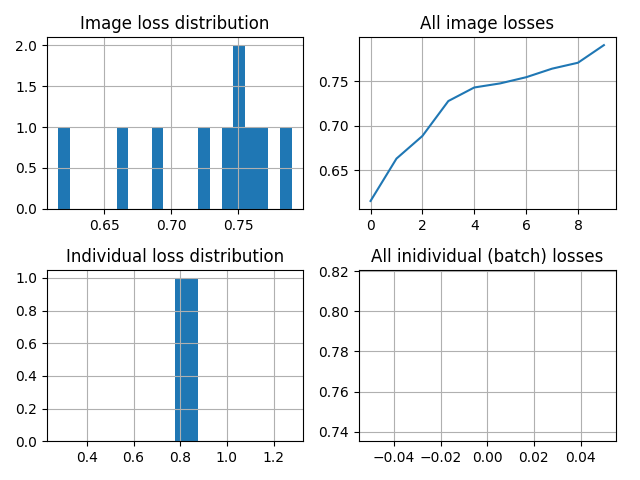 Image loss distribution
2.0
1.5
1.0
0.5
0.0
0.65 0.70 0.75
All image losses
0.75
0.70
0.65
0 2 4 6 8
Individual loss distribution
1.0
0.8
0.6
0.4
0.2
0.0
0.4 0.6 0.8 1.0 1.2
All inidividual (batch) losses
0.82
0.80
0.78
0.76
0.74
−0.04 −0.02 0.00 0.02 0.04